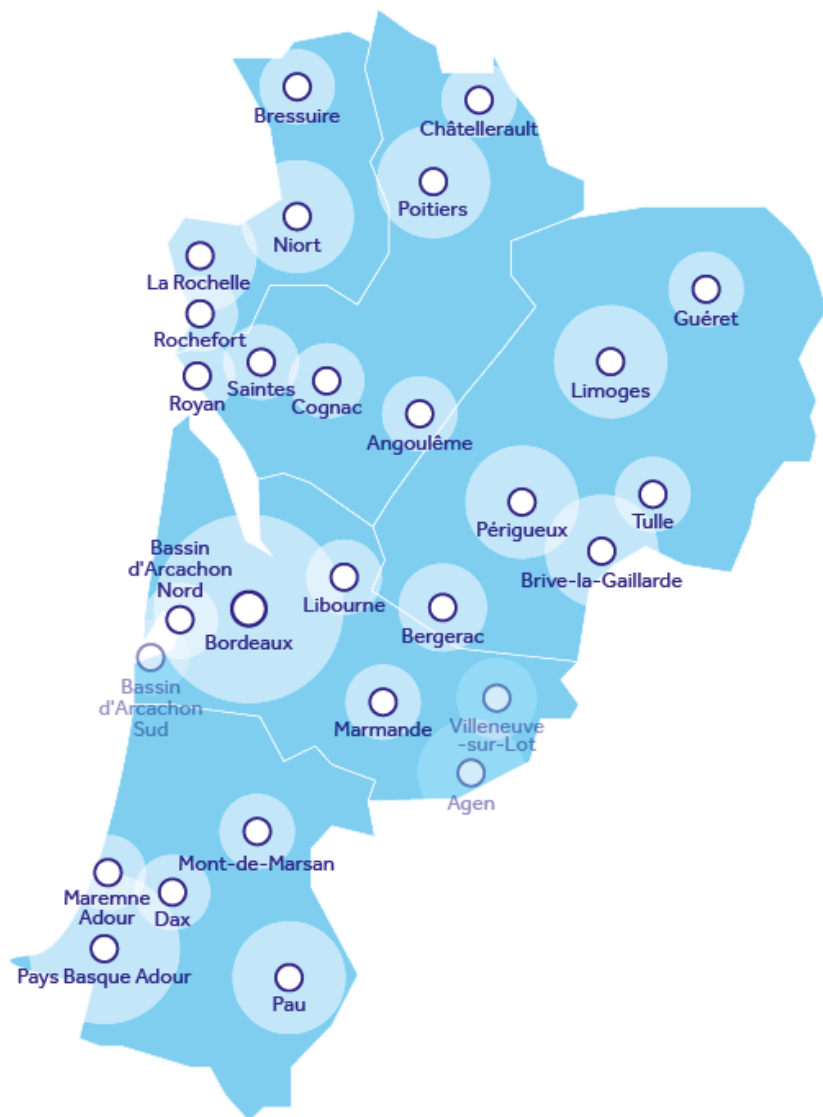 Bressuire
Châtellerault
Poitiers
Niort
La Rochelle
Guéret
Rochefort
Saintes
Royan
Cognac
Limoges
Angoulême
Périgueux
Tulle
Bassin
d'Arcachon
Nord
Brive-la-Gaillarde
Libourne
Bordeaux
Bergerac
Bassin
d'Arcachon
Sud
Marmande
Villeneuve
-sur-Lot
Agen
Mont-de-Marsan
Maremne
Adour
Dax
Pays Basque Adour
Pau